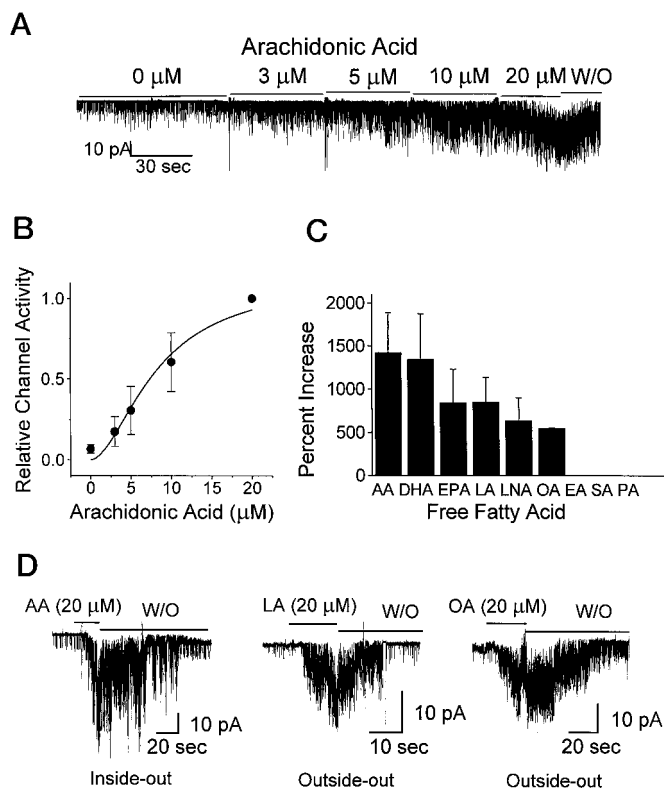 A
Arachidonic Acid
0 μM 3 μM 5 μM 10 μM 20 μM W/O
10 pA
30 sec
B
Relative Channel Activity
1.0
0.5
0.0
0 5 10 15 20
Arachidonic Acid (μM)
C
Percent Increase
2000
1500
1000
500
0
AA DHA EPA LA LNA OA EA SA PA
Free Fatty Acid
D
AA (20 μM) W/O
10 pA
20 sec
Inside-out
LA (20 μM) W/O
10 pA
10 sec
Outside-out
OA (20 μM) W/O
10 pA
20 sec
Outside-out